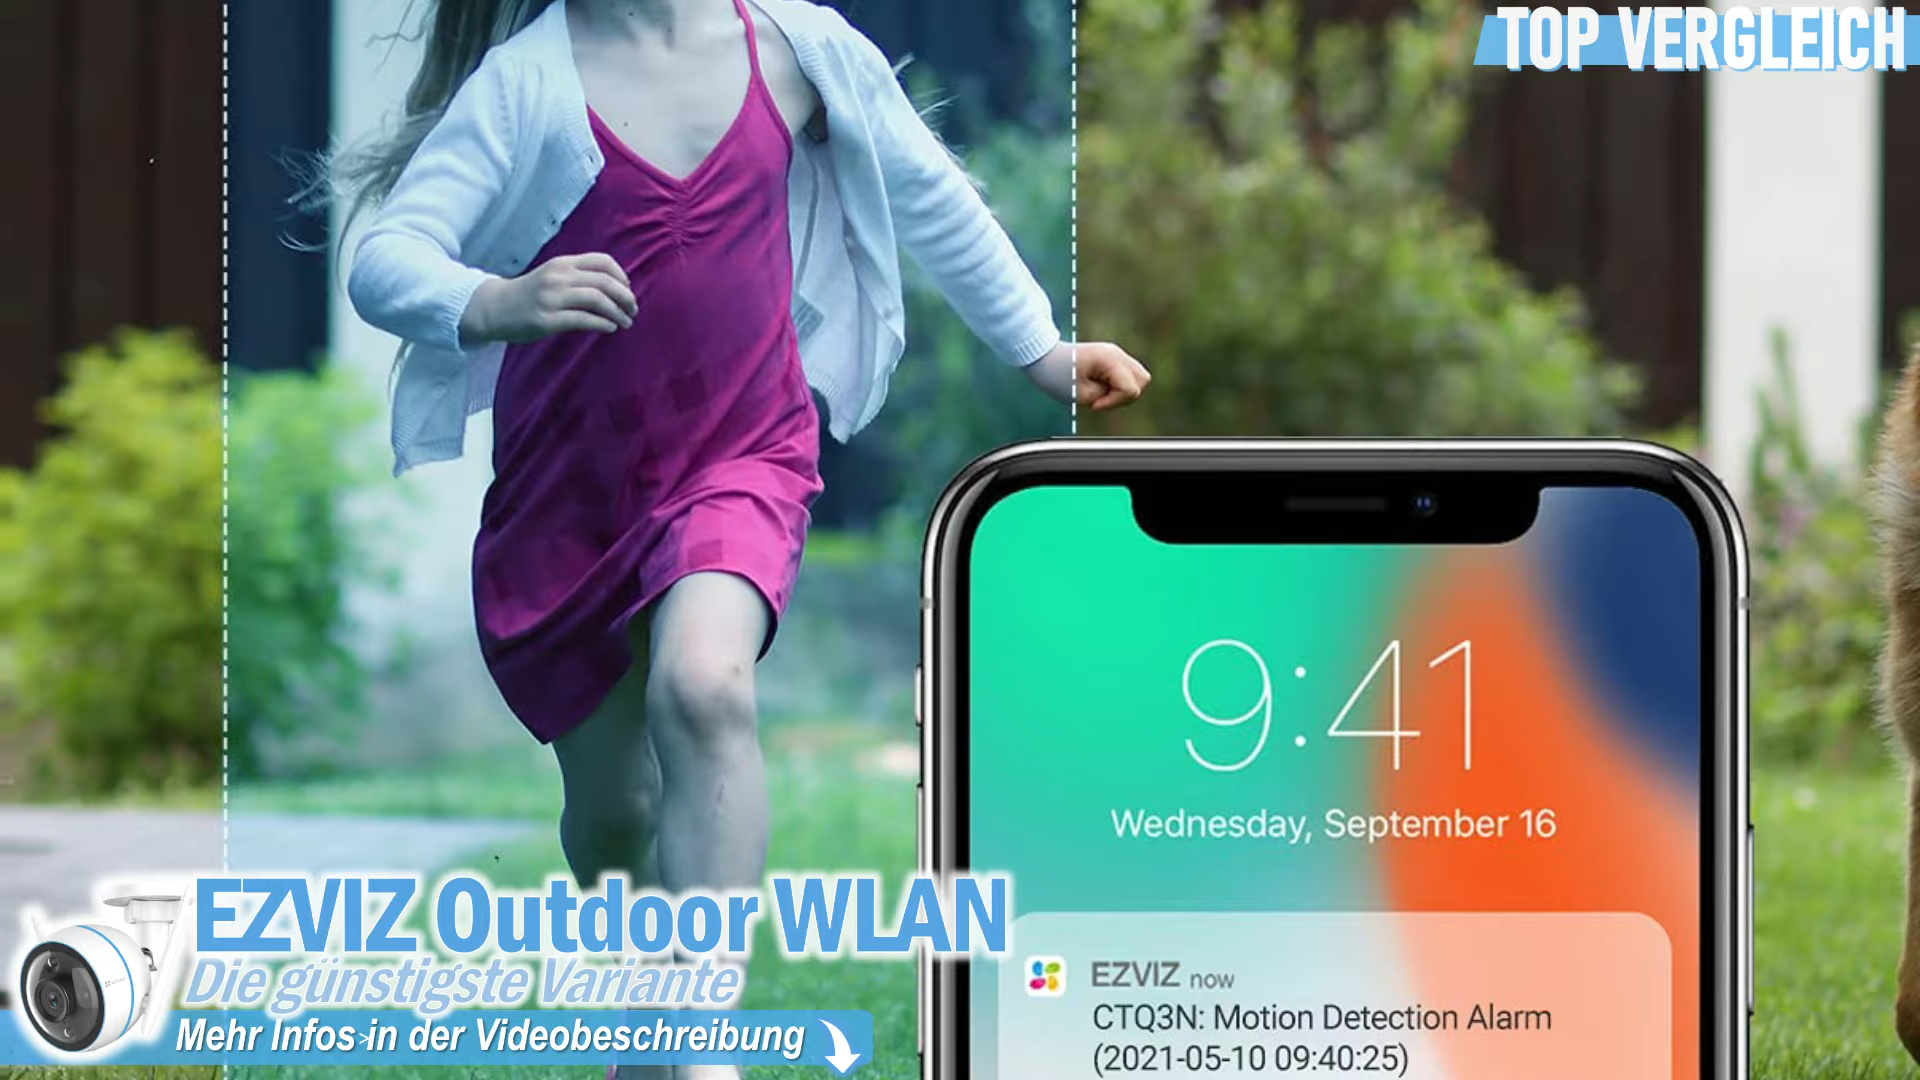 TOP VERGLEICH
9:41
Wednesday, September 16
EZVIZ now
CTQ3N: Motion Detection Alarm
(2021-05-10 09:40:25)
EZVIZ Outdoor WLAN
Die günstigste Variante
Mehr Infos>in der Videobeschreibung